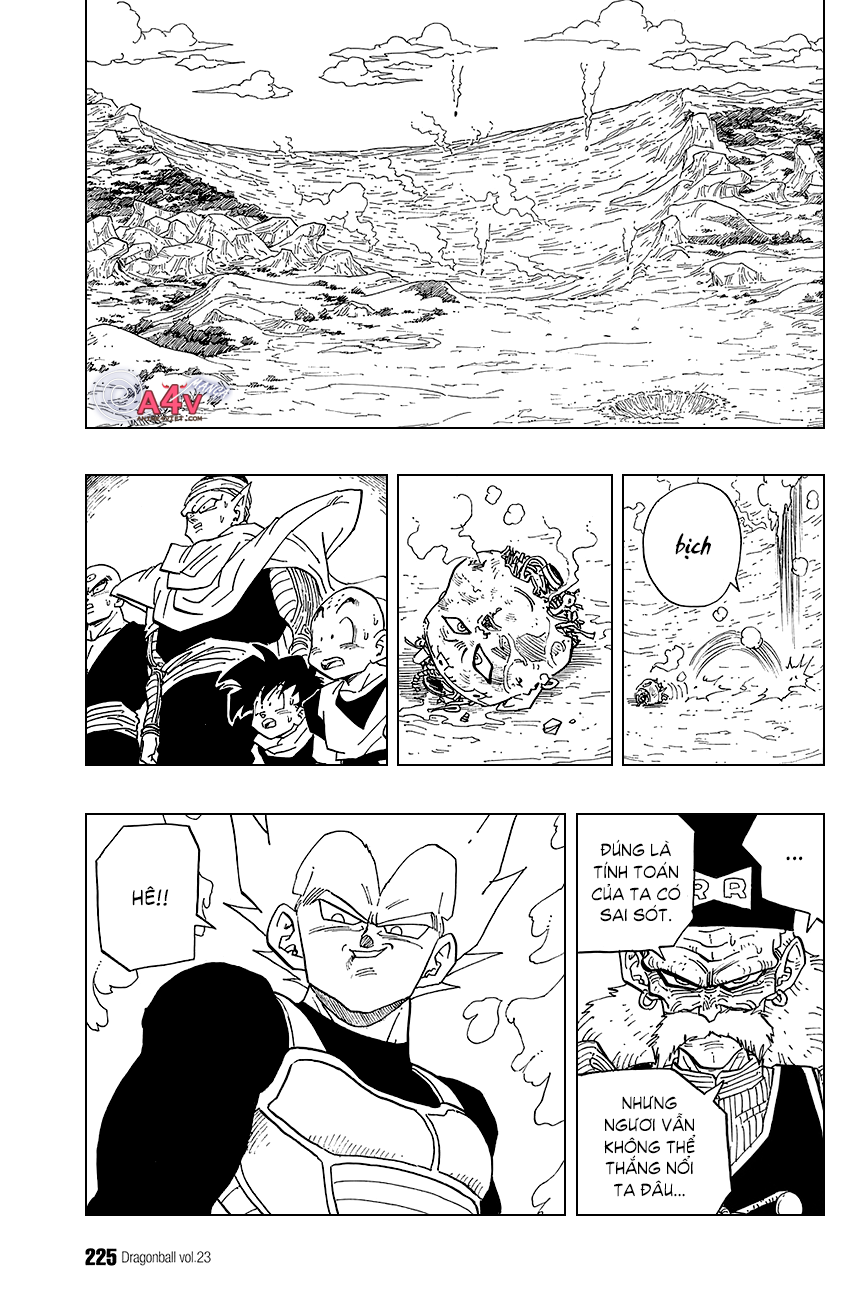 A4v
bịch
...
ĐÚNG LÀ
TÍNH TOÁN
CỦA TA CÓ
SAI SÓT.
R R
NHƯNG
NGƯƠI VẪN
KHÔNG THỂ
THẮNG NỔI
TA ĐÂU...
HÊ!!
225 Dragonball vol.23